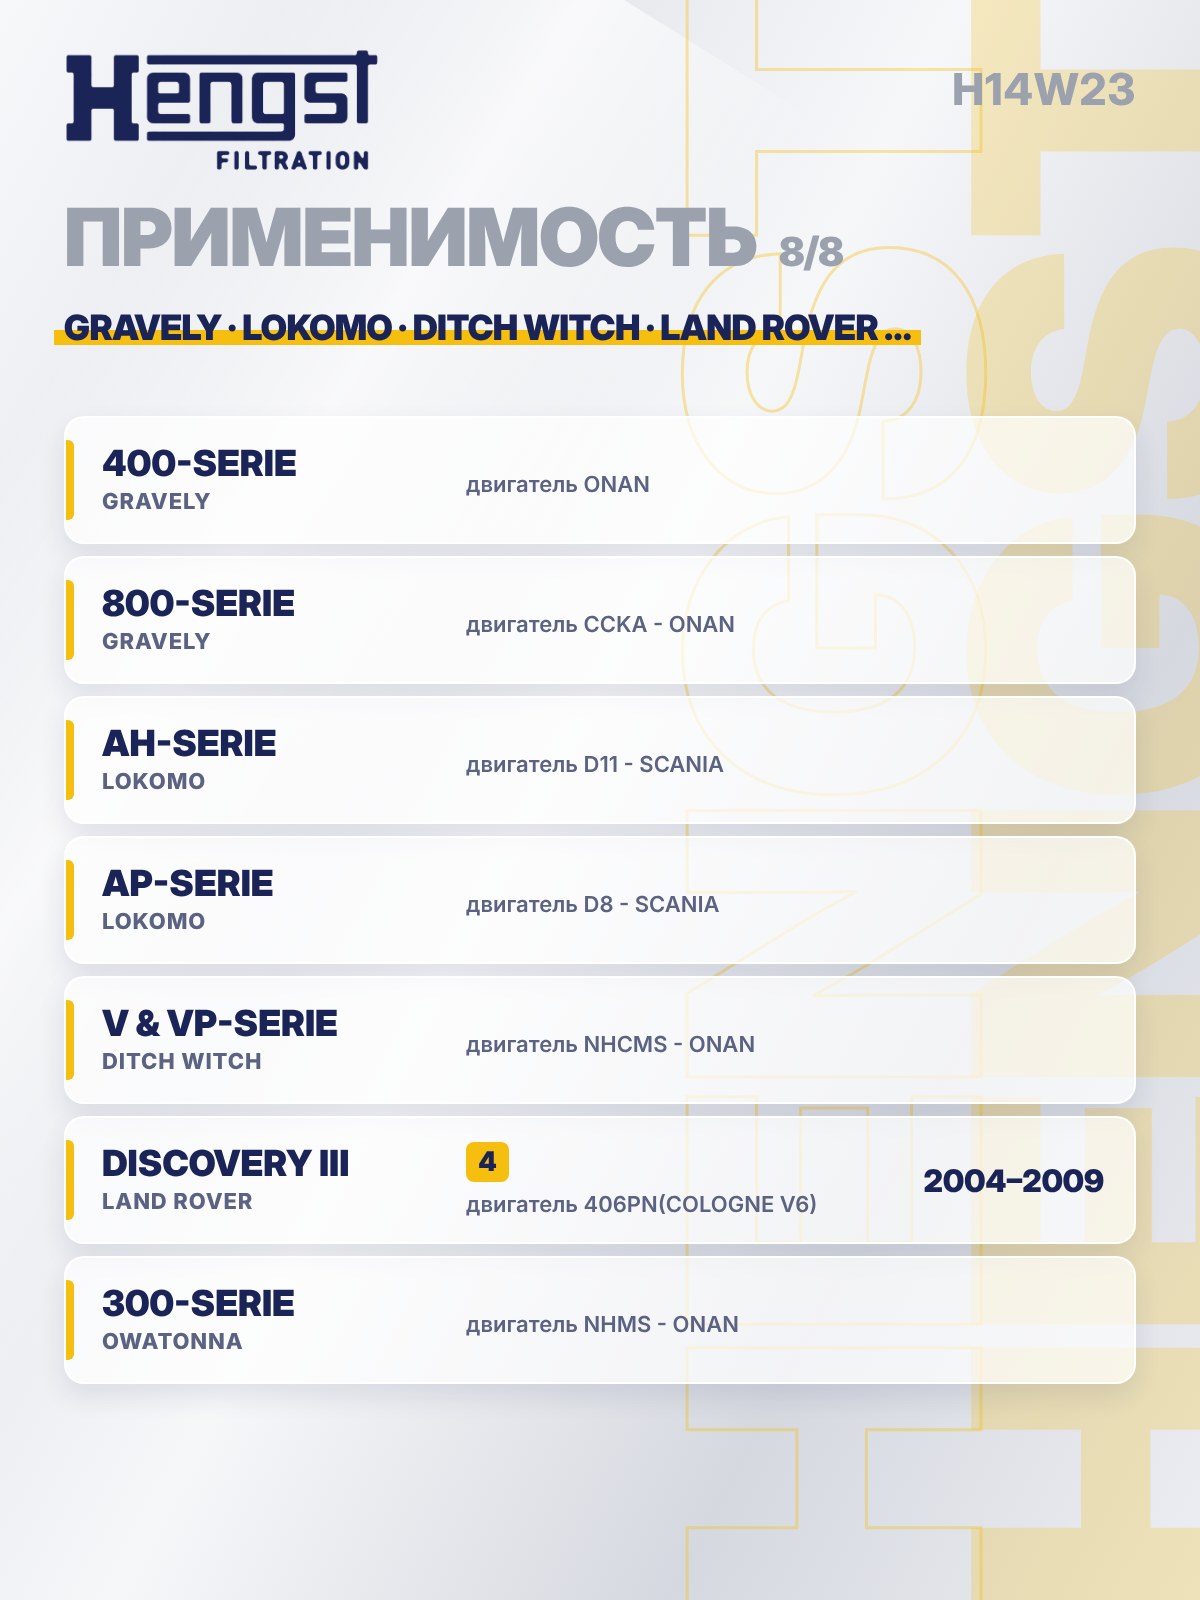 Hengst
FILTRATION
H14W23
ПРИМЕНИМОСТЬ 8/8
GRAVELY · LOKOMO · DITCH WITCH · LAND ROVER ...
400-SERIE
GRAVELY
двигатель ONAN
800-SERIE
GRAVELY
двигатель CCKA - ONAN
AH-SERIE
LOKOMO
двигатель D11 - SCANIA
AP-SERIE
LOKOMO
двигатель D8 - SCANIA
V & VP-SERIE
DITCH WITCH
двигатель NHCMS - ONAN
DISCOVERY III
LAND ROVER
4
двигатель 406PN(COLOGNE V6)
2004–2009
300-SERIE
OWATONNA
двигатель NHMS - ONAN
HENGST
HENGST